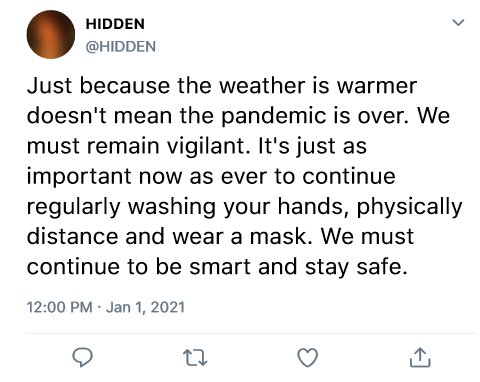 HIDDEN
@HIDDEN
Just because the weather is warmer
doesn't mean the pandemic is over. We
must remain vigilant. It's just as
important now as ever to continue
regularly washing your hands, physically
distance and wear a mask. We must
continue to be smart and stay safe.
12:00 PM · Jan 1, 2021